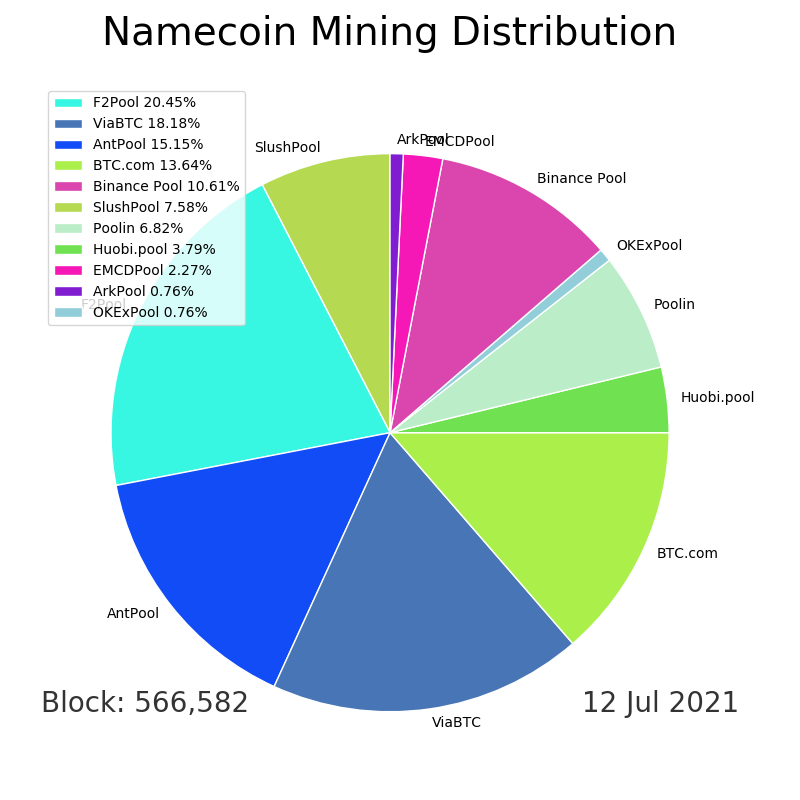 Namecoin Mining Distribution
F2Pool 20.45%
ViaBTC 18.18%
AntPool 15.15%
BTC.com 13.64%
Binance Pool 10.61%
SlushPool 7.58%
Poolin 6.82%
Huobi.pool 3.79%
EMCDPool 2.27%
ArkPool 0.76%
OKExPool 0.76%
SlushPool
ArkPool
EMCDPool
Binance Pool
OKExPool
Poolin
Huobi.pool
BTC.com
ViaBTC
AntPool
F2Pool
Block: 566,582
12 Jul 2021